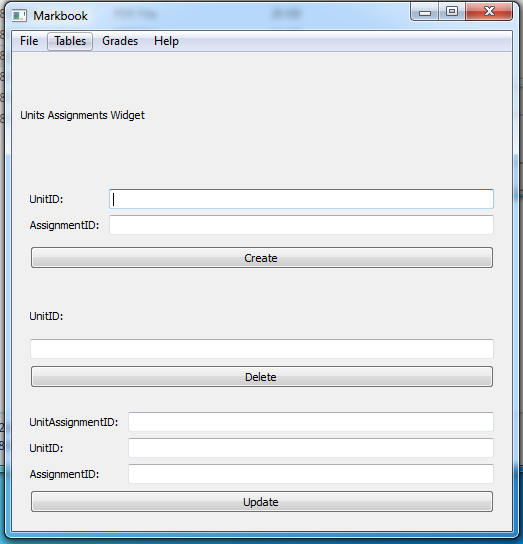 Markbook
File Tables Grades Help
Units Assignments Widget
UnitID:
AssignmentID:
Create
UnitID:
Delete
UnitAssignmentID:
UnitID:
AssignmentID:
Update